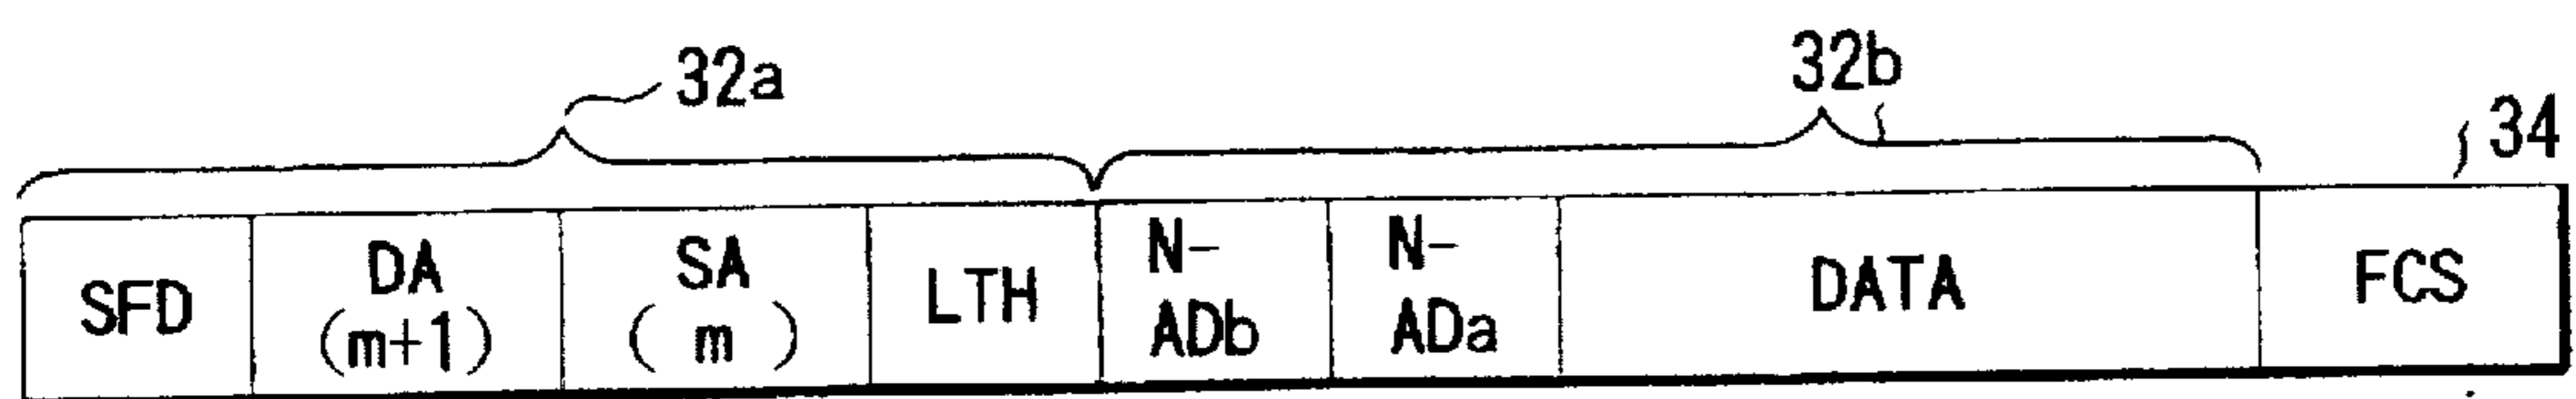 32a
32b
34
SFD
DA
(m+1)
SA
( m )
LTH
N-
ADb
N-
ADa
DATA
FCS